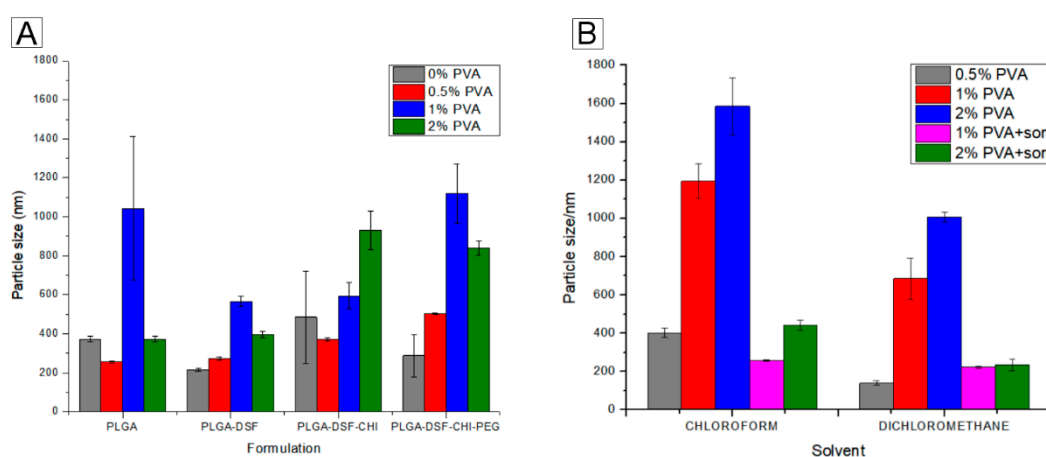 A
1800
1600
1400
1200
1000
800
600
400
200
0
Particle size (nm)
0% PVA
0.5% PVA
1% PVA
2% PVA
PLGA
PLGA-DSF
PLGA-DSF-CHI
PLGA-DSF-CHI-PEG
Formulation
B
1800
1600
1400
1200
1000
800
600
400
200
0
Particle size/nm
0.5% PVA
1% PVA
2% PVA
1% PVA+son
2% PVA+son
CHLOROFORM
DICHLOROMETHANE
Solvent